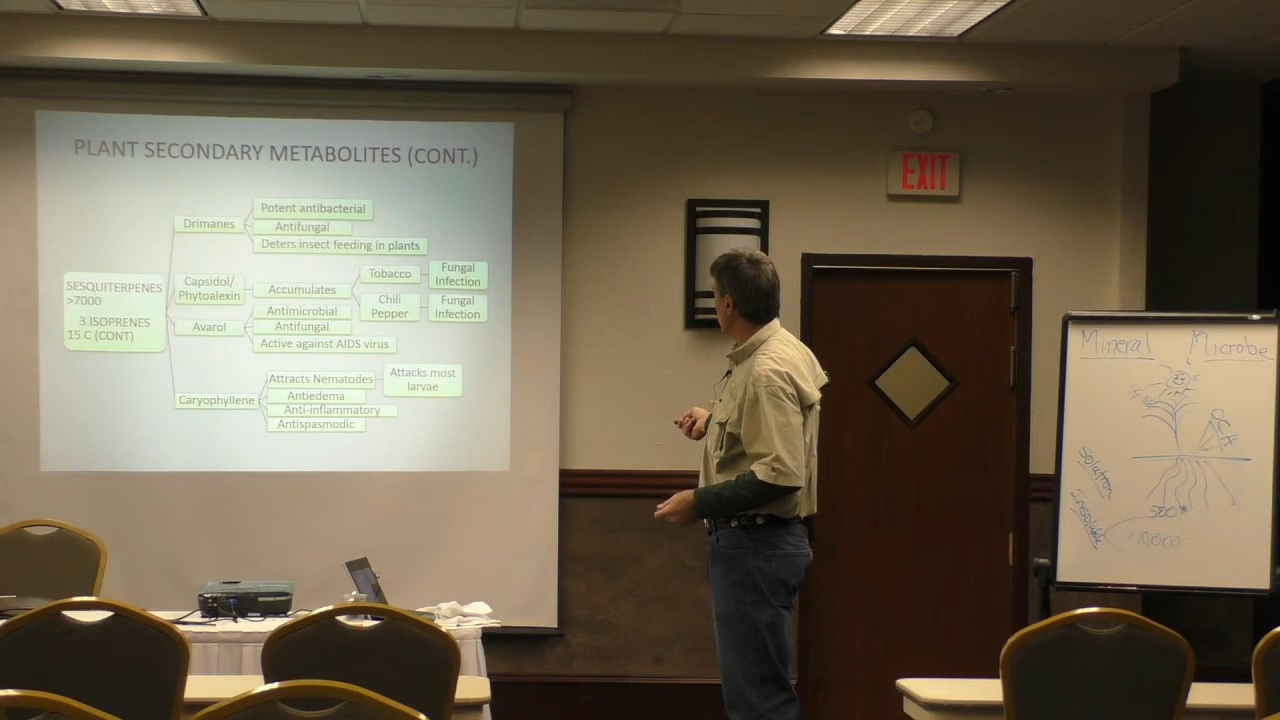 PLANT SECONDARY METABOLITES (CONT.)
SESQUITERPENES
>7000
3 ISOPRENES
15 C (CONT)
Drimanes
Potent antibacterial
Antifungal
Deters insect feeding in plants
Capsidol/
Phytoalexin
Accumulates
Tobacco
Fungal
Infection
Chili
Pepper
Fungal
Infection
Avarol
Antimicrobial
Antifungal
Active against AIDS virus
Caryophyllene
Attracts Nematodes
Attacks most
larvae
Antiedema
Anti-inflammatory
Antispasmodic
EXIT
Mineral Microbe
Solution
Insoluble
500